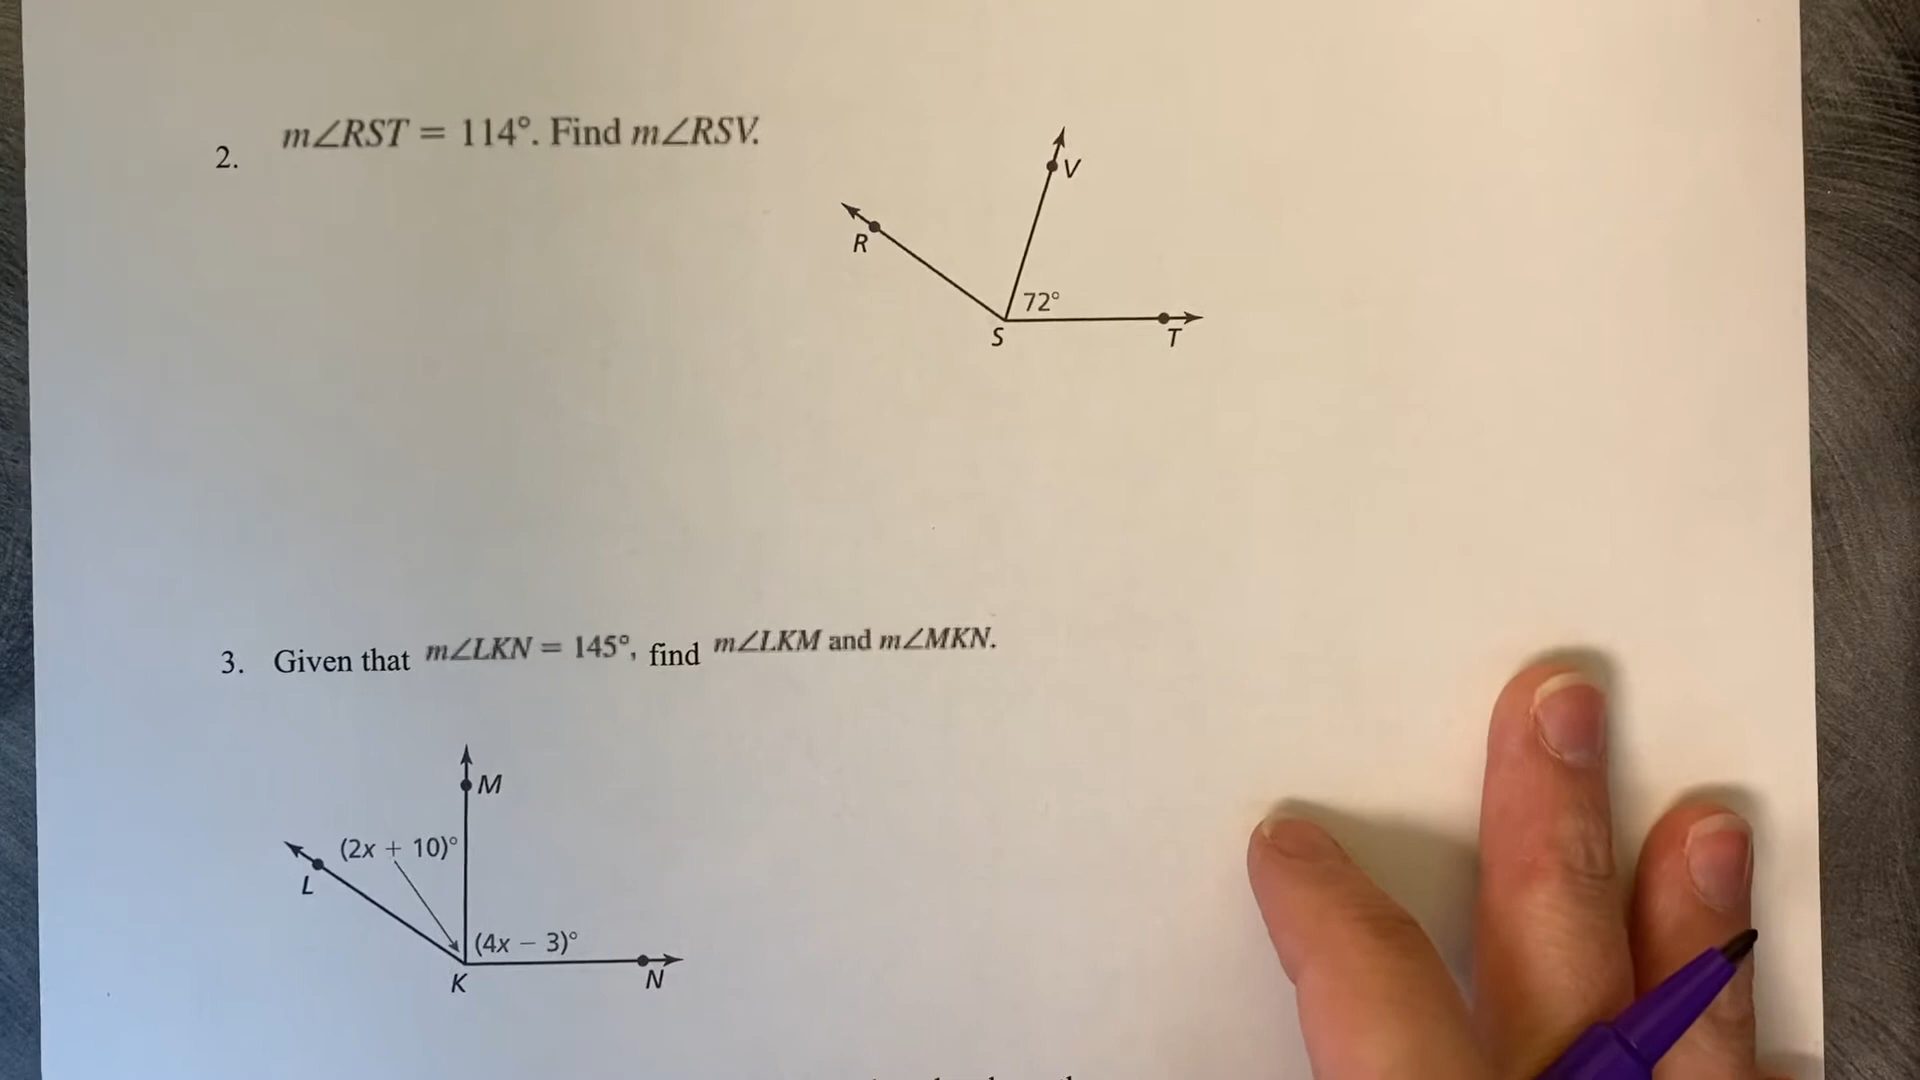 2. m∠RST = 114°. Find m∠RSV.
V
R
72°
S
T
3. Given that m∠LKN = 145°, find m∠LKM and m∠MKN.
M
(2x + 10)°
L
(4x − 3)°
K
N